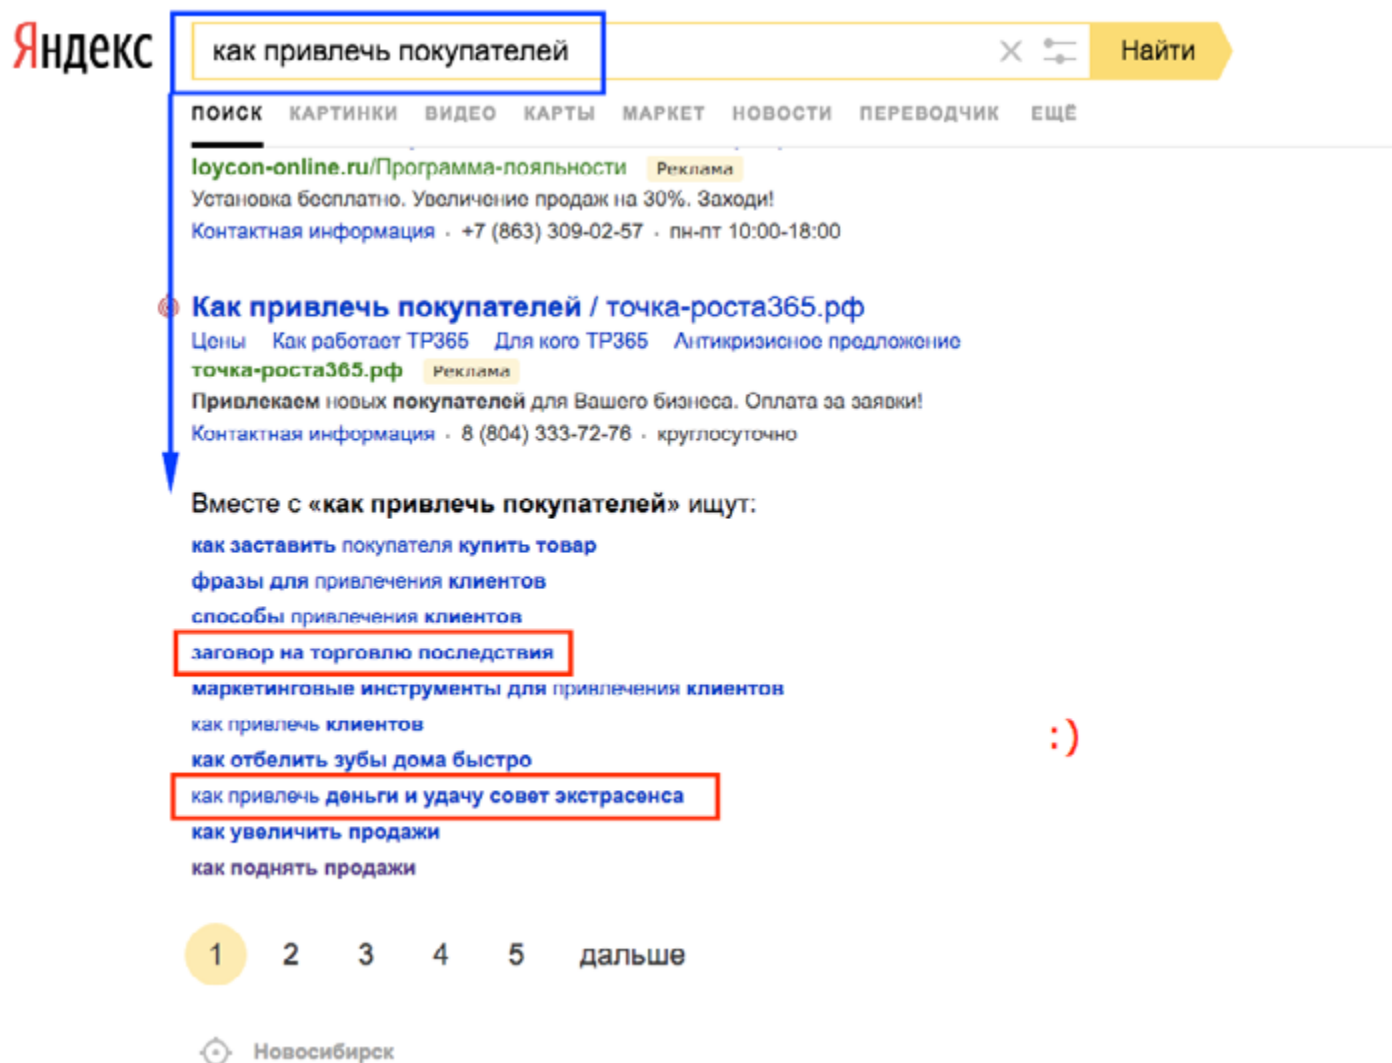 Яндекс
как привлечь покупателей
Найти
ПОИСК КАРТИНКИ ВИДЕО КАРТЫ МАРКЕТ НОВОСТИ ПЕРЕВОДЧИК ЕЩЁ
loycon-online.ru/Программа-лояльности Реклама
Установка бесплатно. Увеличение продаж на 30%. Заходи!
Контактная информация · +7 (863) 309-02-57 · пн-пт 10:00-18:00
Как привлечь покупателей / точка-роста365.рф
Цены Как работает ТР365 Для кого ТР365 Антикризисное предложение
точка-роста365.рф Реклама
Привлекаем новых покупателей для Вашего бизнеса. Оплата за заявки!
Контактная информация · 8 (804) 333-72-76 · круглосуточно
Вместе с «как привлечь покупателей» ищут:
как заставить покупателя купить товар
фразы для привлечения клиентов
способы привлечения клиентов
заговор на торговлю последствия
маркетинговые инструменты для привлечения клиентов
как привлечь клиентов
:)
как отбелить зубы дома быстро
как привлечь деньги и удачу совет экстрасенса
как увеличить продажи
как поднять продажи
1 2 3 4 5 дальше
Новосибирск